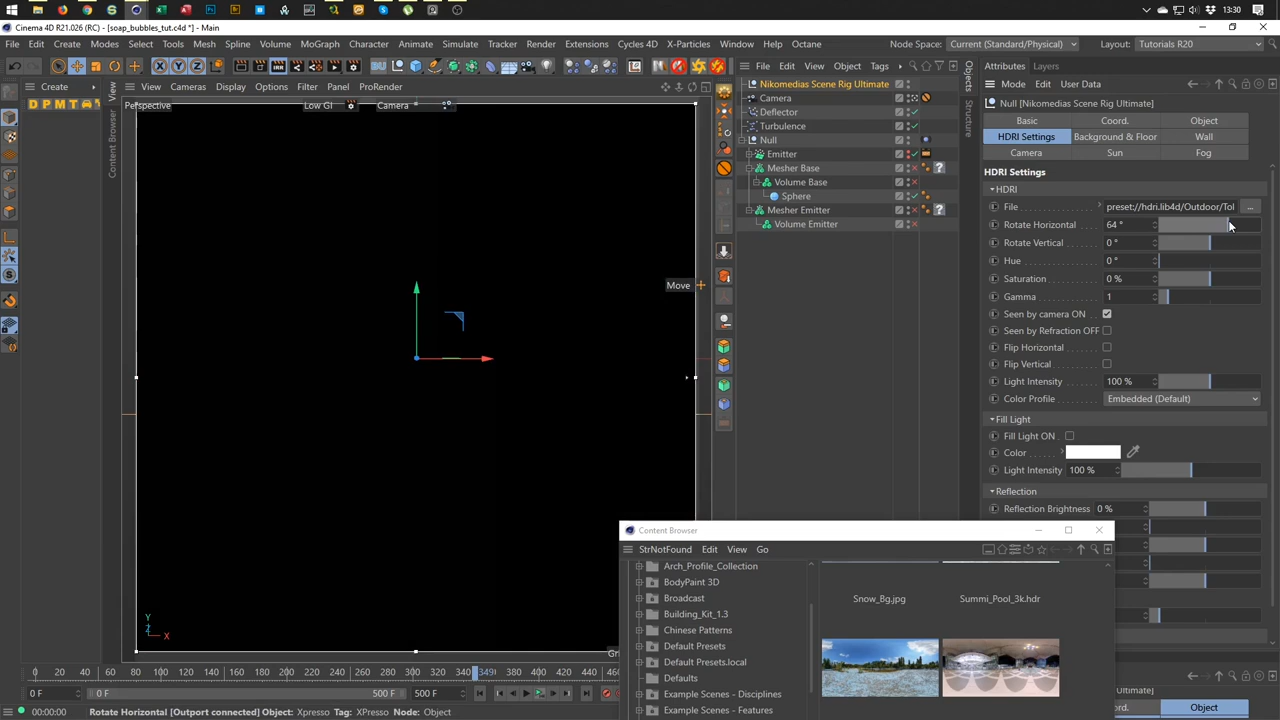 13:30
Cinema 4D R21.026 (RC) - [soap_bubbles_tut.c4d *] - Main
File Edit Create Modes Select Tools Mesh Spline Volume MoGraph Character Animate Simulate Tracker Render Extensions Cycles 4D X-Particles Window Help Octane Node Space: Current (Standard/Physical) Layout: Tutorials R20
Create View Cameras Display Options Filter Panel ProRender
DPMT
Perspective Low GI Camera
View
Content Browser
Move
Y
Z X
0 20 40 60 80 100 120 140 160 180 200 220 240 260 280 300 320 349 380 400 420 440 46
0 F 0 F 500 F 500 F
00:00:00 Rotate Horizontal [Outport connected] Object: Xpresso Tag: XPresso Node: Object
File Edit View Object Tags
Nikomedias Scene Rig Ultimate
Camera
Deflector
Turbulence
Null
Emitter
Mesher Base
Volume Base
Sphere
Mesher Emitter
Volume Emitter
Objects
Structure
Attributes Layers
Mode Edit User Data
Null [Nikomedias Scene Rig Ultimate]
Basic Coord. Object
HDRI Settings Background & Floor Wall
Camera Sun Fog
HDRI Settings
HDRI
File preset://hdri.lib4d/Outdoor/Tol ...
Rotate Horizontal 64 °
Rotate Vertical 0 °
Hue 0 °
Saturation 0 %
Gamma 1
Seen by camera ON
Seen by Refraction OFF
Flip Horizontal
Flip Vertical
Light Intensity 100 %
Color Profile Embedded (Default)
Fill Light
Fill Light ON
Color
Light Intensity 100 %
Reflection
Reflection Brightness 0 %
Content Browser
StrNotFound Edit View Go
Arch_Profile_Collection
BodyPaint 3D
Broadcast
Building_Kit_1.3
Chinese Patterns
Default Presets
Default Presets.local
Defaults
Example Scenes - Disciplines
Example Scenes - Features
Snow_Bg.jpg Summi_Pool_3k.hdr
Ultimate]
rd. Object